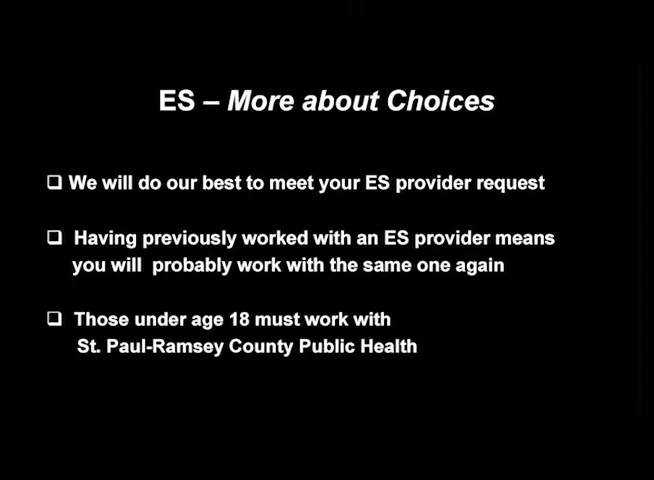 ES – More about Choices
❑ We will do our best to meet your ES provider request
❑ Having previously worked with an ES provider means
you will probably work with the same one again
❑ Those under age 18 must work with
St. Paul-Ramsey County Public Health